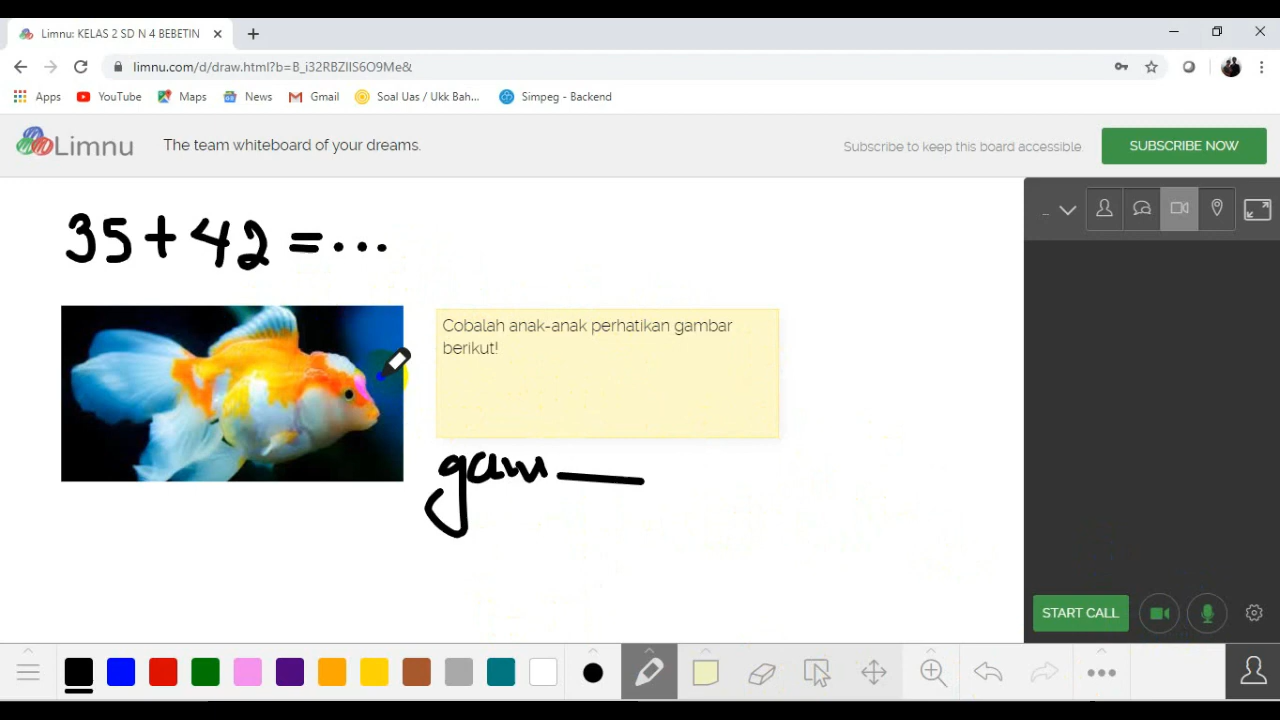 Limnu: KELAS 2 SD N 4 BEBETIN
limnu.com/d/draw.html?b=B_i32RBZIlS6O9Me&
Apps YouTube Maps News Gmail Soal Uas / Ukk Bah... Simpeg - Backend
Limnu The team whiteboard of your dreams. Subscribe to keep this board accessible SUBSCRIBE NOW
35+42=...
Cobalah anak-anak perhatikan gambar
berikut!
gam
START CALL